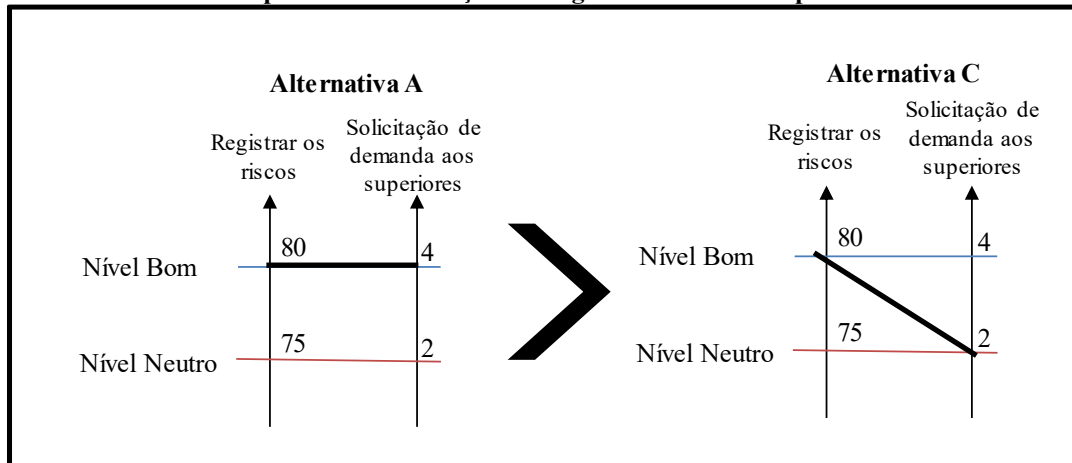 Alternativa A
Registrar os
riscos
Solicitação de
demanda aos
superiores
80
4
Nível Bom
75
2
Nível Neutro
Alternativa C
Registrar os
riscos
Solicitação de
demanda aos
superiores
80
4
Nível Bom
75
2
Nível Neutro